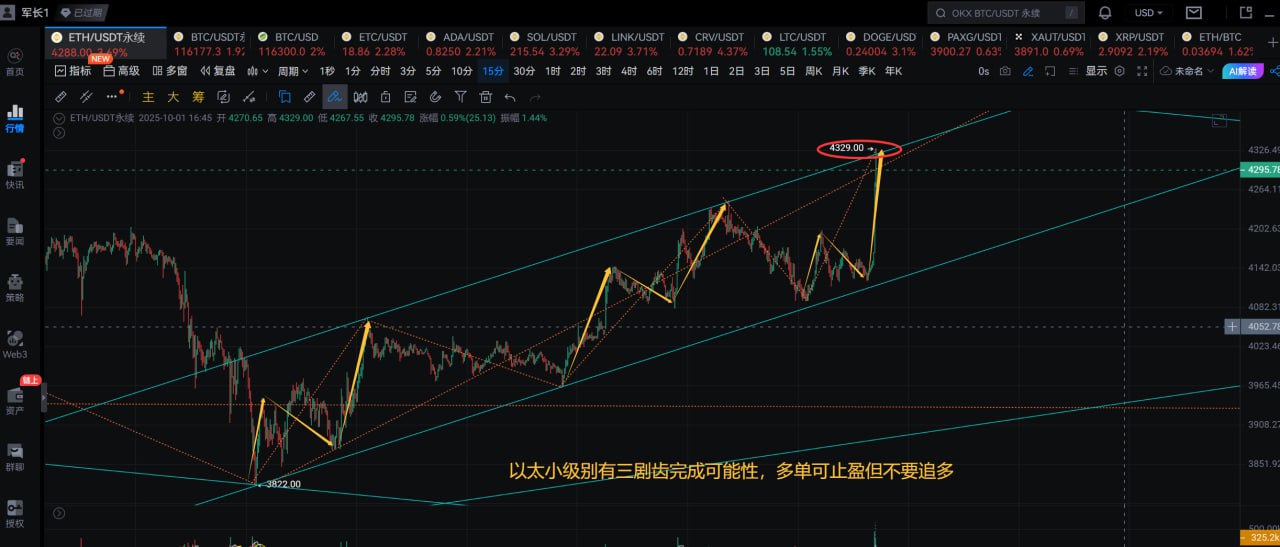 军长1 已过期
OKX BTC/USDT 永续 / USD
ETH/USDT永续
4288.00 3.69%
116177.3 1.92
BTC/USD
116300.0 2%
ETC/USDT
18.86 2.28%
ADA/USDT
0.8250 2.21%
SOL/USDT
215.54 3.29%
LINK/USDT
22.09 3.71%
CRV/USDT
0.7189 4.37%
LTC/USDT
108.54 1.55%
DOGE/USD
0.24004 3.1%
PAXG/USD
3900.27 0.63
XAUT/USD
3891.0 0.69%
XRP/USDT
2.9092 2.19%
ETH/BTC
0.03694 1.62
NEW
指标 高级 多窗 复盘 周期 1秒 1分 分时 3分 5分 10分 15分 30分 1时 2时 3时 4时 6时 12时 1日 2日 3日 5日 周K 月K 季K 年K 0s 显示 未命名 AI解读
主 大 筹
ETH/USDT永续 2025-10-01 16:45 开 4270.65 高 4329.00 低 4267.55 收 4295.78 涨幅 0.59%(25.13) 振幅 1.44%
首页
行情
快讯
要闻
策略
Web3
链上
资产
群聊
授权
4329.00
3822.00
以太小级别有三剧齿完成可能性，多单可止盈但不要追多
4326.49
4295.78
4264.11
4202.60
4142.03
4082.31
4052.78
4023.46
3965.45
3908.27
3851.92
500.00
325.2k